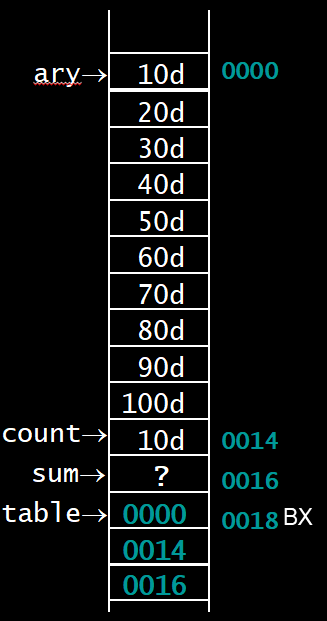 ary→ 10d 0000
20d
30d
40d
50d
60d
70d
80d
90d
100d
count→ 10d 0014
sum→ ? 0016
table→ 0000 0018 BX
0014
0016